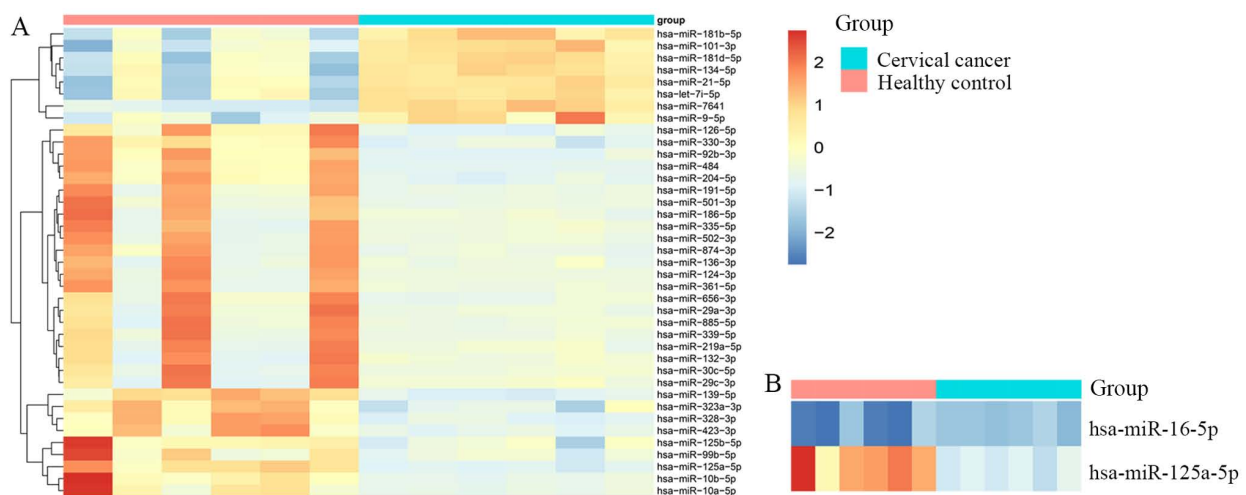 A
group
hsa-miR-181b-5p
hsa-miR-101-3p
hsa-miR-181d-5p
hsa-miR-134-5p
hsa-miR-21-5p
hsa-let-7i-5p
hsa-miR-7641
hsa-miR-9-5p
hsa-miR-126-5p
hsa-miR-330-3p
hsa-miR-92b-3p
hsa-miR-484
hsa-miR-204-5p
hsa-miR-191-5p
hsa-miR-501-3p
hsa-miR-186-5p
hsa-miR-335-5p
hsa-miR-502-3p
hsa-miR-874-3p
hsa-miR-136-3p
hsa-miR-124-3p
hsa-miR-361-5p
hsa-miR-656-3p
hsa-miR-29a-3p
hsa-miR-885-5p
hsa-miR-339-5p
hsa-miR-219a-5p
hsa-miR-132-3p
hsa-miR-30c-5p
hsa-miR-29c-3p
hsa-miR-139-5p
hsa-miR-323a-3p
hsa-miR-328-3p
hsa-miR-423-3p
hsa-miR-125b-5p
hsa-miR-99b-5p
hsa-miR-125a-5p
hsa-miR-10b-5p
hsa-miR-10a-5p
2
1
0
−1
−2
Group
Cervical cancer
Healthy control
B
Group
hsa-miR-16-5p
hsa-miR-125a-5p